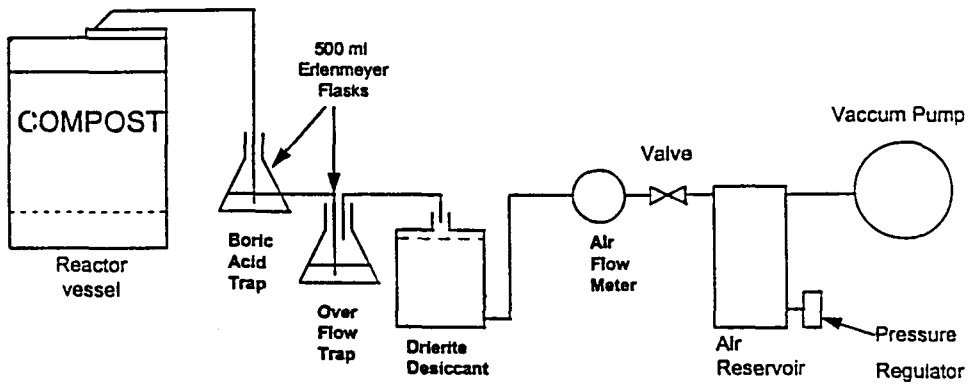 500 ml
Erlenmeyer
Flasks
COMPOST
Vaccum Pump
Valve
Boric
Acid
Trap
Reactor
vessel
Air
Flow
Meter
Over
Flow
Trap
Drierite
Desiccant
Air
Reservoir
Pressure
Regulator